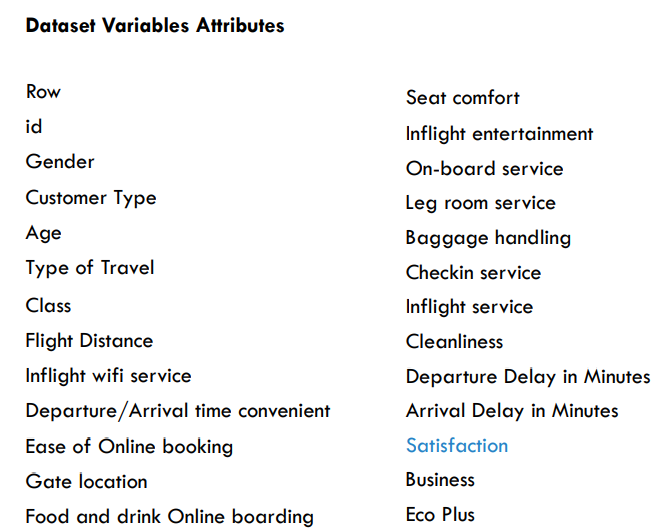 Dataset Variables Attributes
Row
id
Gender
Customer Type
Age
Type of Travel
Class
Flight Distance
Inflight wifi service
Departure/Arrival time convenient
Ease of Online booking
Gate location
Food and drink Online boarding
Seat comfort
Inflight entertainment
On-board service
Leg room service
Baggage handling
Checkin service
Inflight service
Cleanliness
Departure Delay in Minutes
Arrival Delay in Minutes
Satisfaction
Business
Eco Plus